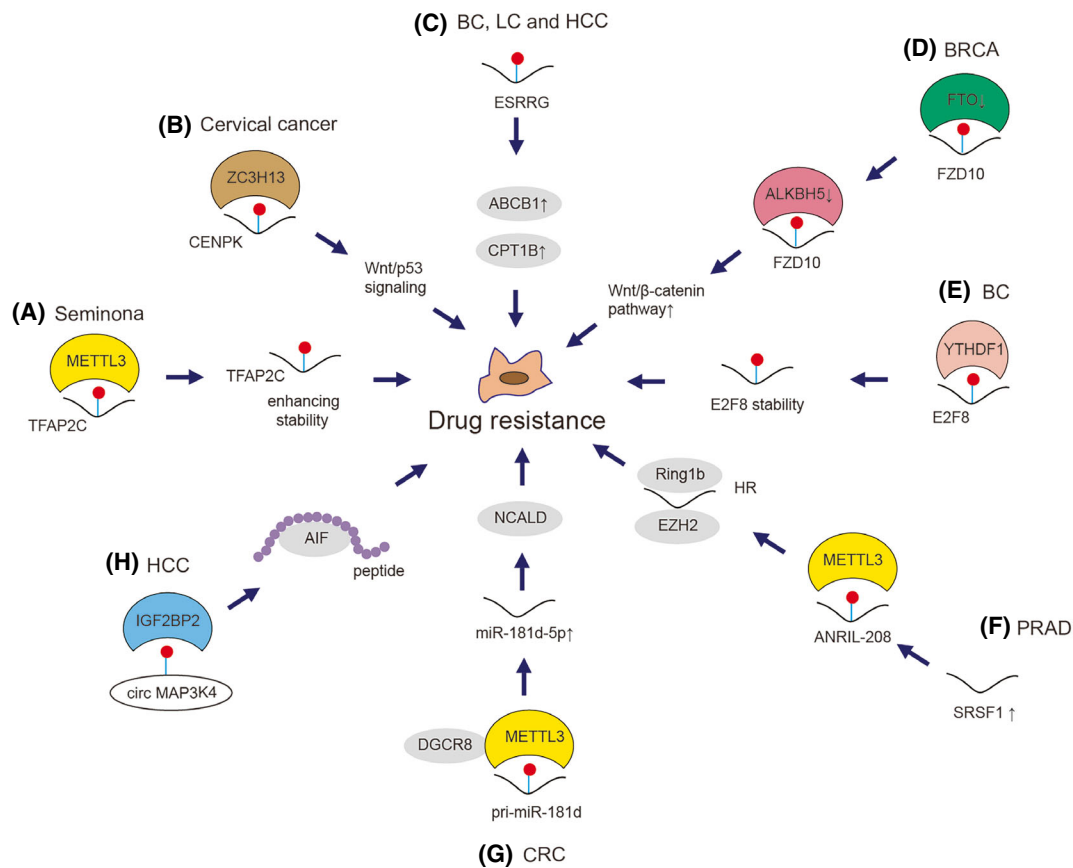 (C) BC, LC and HCC
ESRRG
ABCB1↑
CPT1B↑
(D) BRCA
FTO↓
FZD10
ALKBH5↓
FZD10
Wnt/β-catenin
pathway↑
(B) Cervical cancer
ZC3H13
CENPK
Wnt/p53
signaling
(A) Seminona
METTL3
TFAP2C
TFAP2C
enhancing
stability
Drug resistance
(E) BC
YTHDF1
E2F8
E2F8 stability
(H) HCC
IGF2BP2
circ MAP3K4
AIF
peptide
NCALD
miR-181d-5p↑
DGCR8
METTL3
pri-miR-181d
(G) CRC
Ring1b
HR
EZH2
METTL3
ANRIL-208
(F) PRAD
SRSF1 ↑